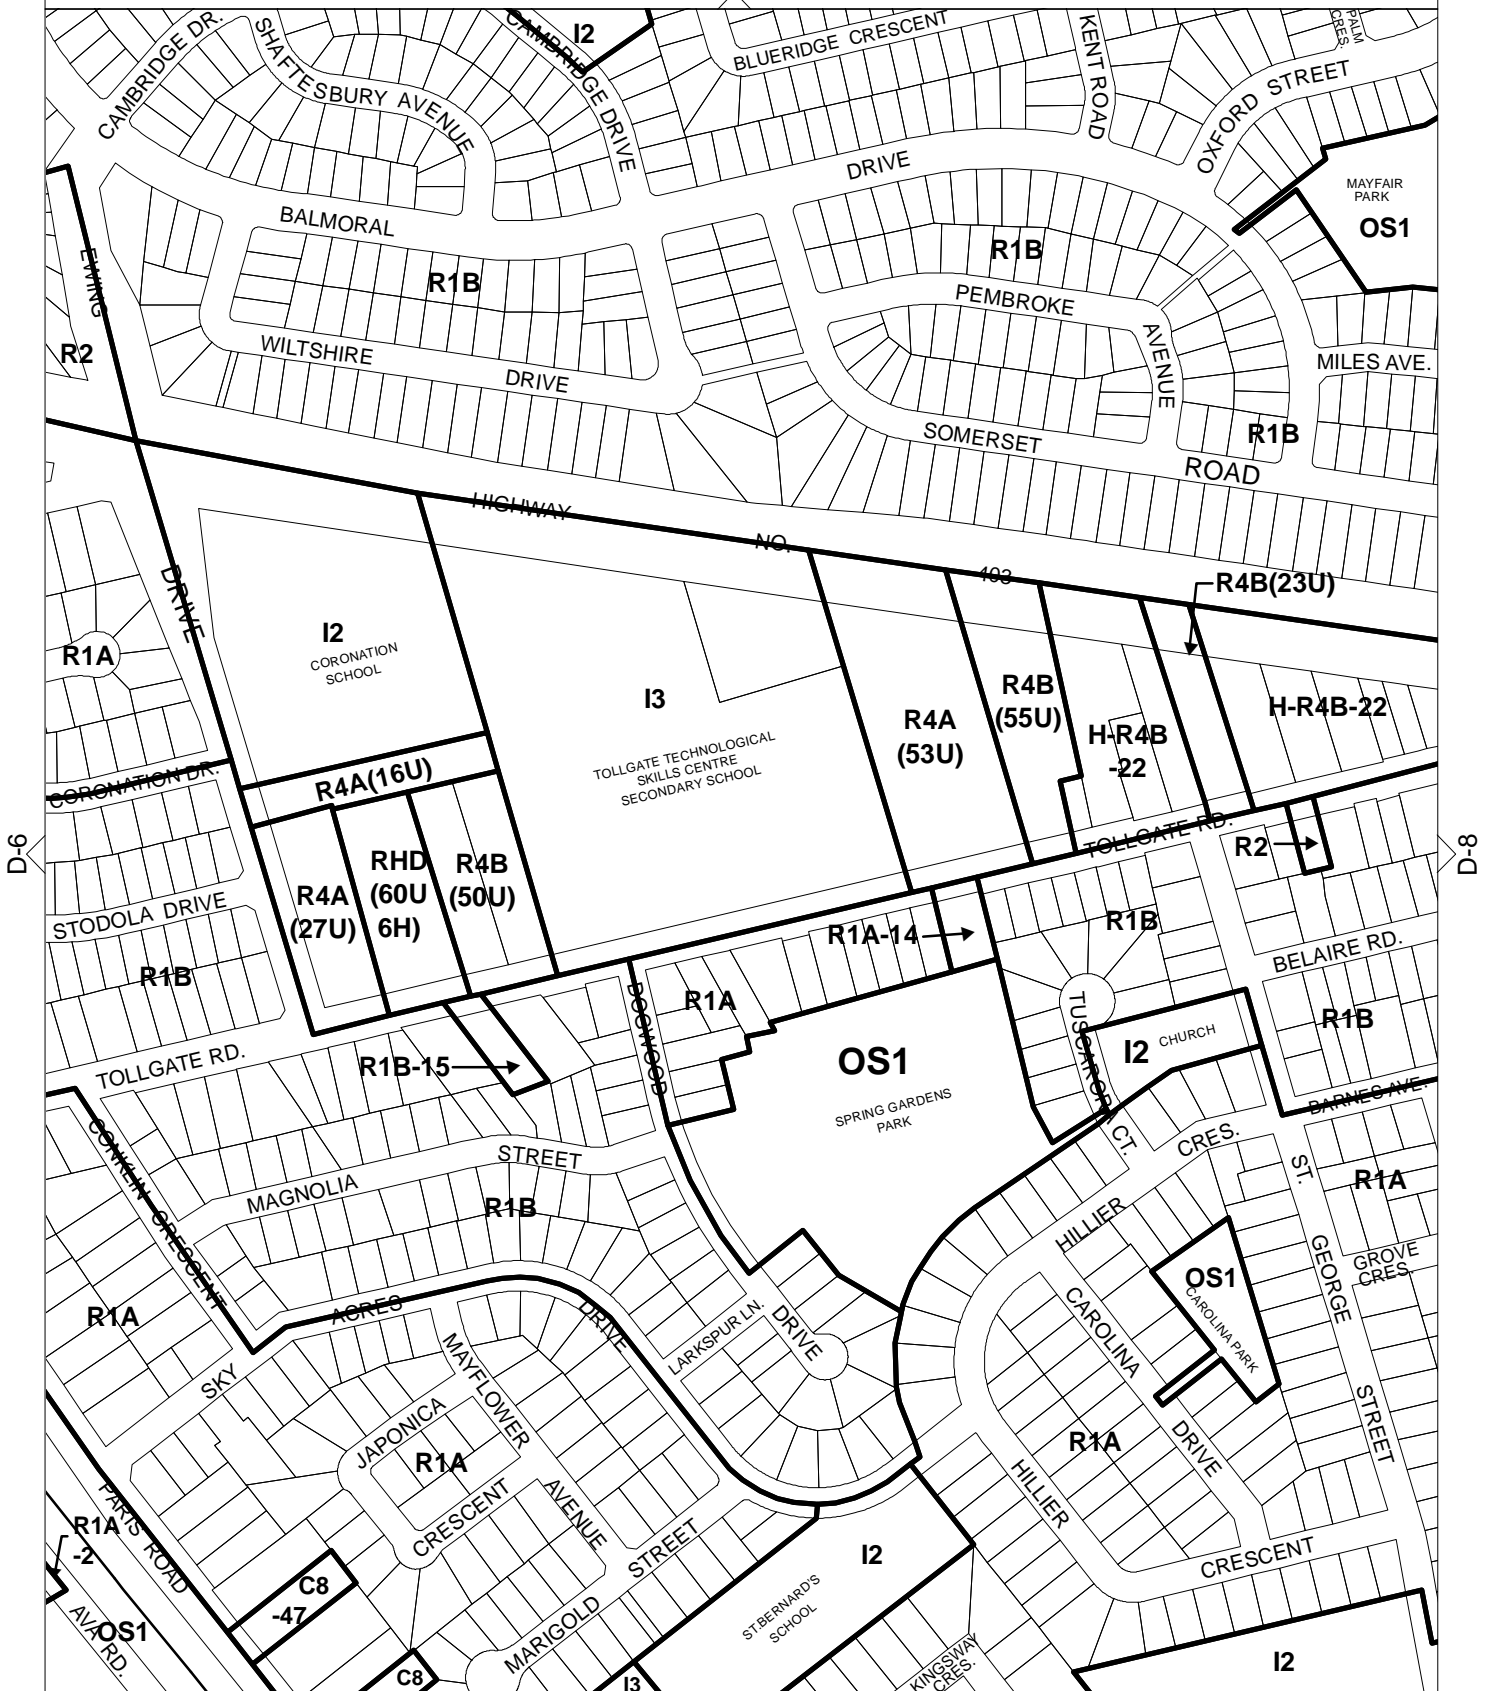 CAMBRIDGE DR.
SHAFTESBURY AVENUE
CAMBRIDGE DRIVE
I2
BLUERIDGE CRESCENT
KENT ROAD
PALM
CRES.
OXFORD STREET
DRIVE
BALMORAL
MAYFAIR
PARK
OS1
EWING
R1B
R1B
PEMBROKE
AVENUE
R2
WILTSHIRE
DRIVE
MILES AVE.
R1B
SOMERSET
ROAD
HIGHWAY
NO.
403
DRIVE
R4B(23U)
I2
CORONATION
SCHOOL
R1A
I3
TOLLGATE TECHNOLOGICAL
SKILLS CENTRE
SECONDARY SCHOOL
R4A
(53U)
R4B
(55U)
H-R4B
-22
H-R4B-22
CORONATION DR.
R4A(16U)
TOLLGATE RD.
D-6
D-8
R2
R4A
(27U)
RHD
(60U
6H)
R4B
(50U)
STODOLA DRIVE
R1B
R1A-14
R1B
BELAIRE RD.
R1A
DOGWOOD
TUSCARORA CT.
R1B
I2
CHURCH
TOLLGATE RD.
R1B-15
OS1
SPRING GARDENS
PARK
BARNES AVE.
CONKLIN CRESCENT
STREET
MAGNOLIA
R1B
CRES.
HILLIER
ST.
GEORGE
STREET
R1A
GROVE
CRES.
R1A
ACRES
DRIVE
SKY
LARKSPUR LN.
DRIVE
CAROLINA
DRIVE
OS1
CAROLINA PARK
MAYFLOWER
AVENUE
JAPONICA
R1A
CRESCENT
R1A
HILLIER
CRESCENT
PARIS ROAD
R1A
-2
C8
-47
AVA RD.
OS1
STREET
MARIGOLD
I2
ST.BERNARD'S
SCHOOL
C8
I3
KINGSWAY
CRES.
I2